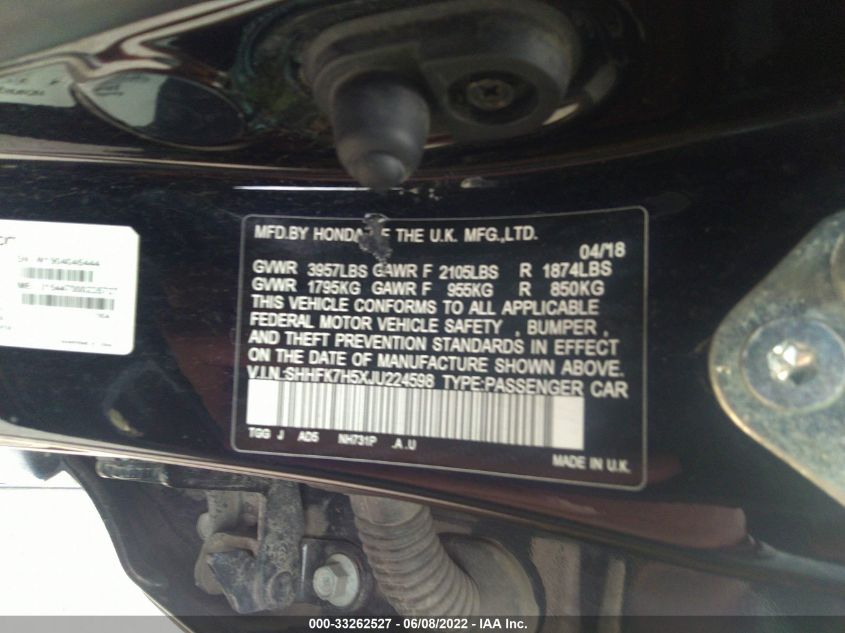 MFD.BY HONDA OF THE U.K. MFG.,LTD.
04/18
GVWR 3957LBS GAWR F 2105LBS R 1874LBS
GVWR 1795KG GAWR F 955KG R 850KG
THIS VEHICLE CONFORMS TO ALL APPLICABLE
FEDERAL MOTOR VEHICLE SAFETY , BUMPER ,
AND THEFT PREVENTION STANDARDS IN EFFECT
ON THE DATE OF MANUFACTURE SHOWN ABOVE.
V.I.N.:SHHFK7H5XJU224598 TYPE:PASSENGER CAR
TGG J AD5 NH731P .A.U
MADE IN U.K.
000-33262527 - 06/08/2022 - IAA Inc.